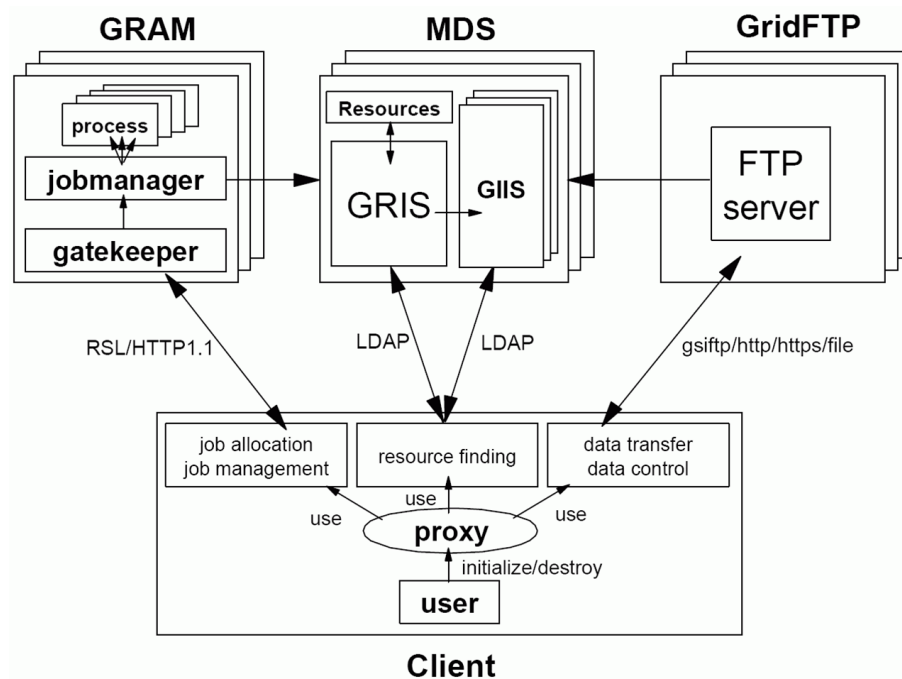 GRAM
MDS
GridFTP
process
jobmanager
gatekeeper
Resources
GRIS
GIIS
FTP
server
RSL/HTTP1.1
LDAP
LDAP
gsiftp/http/https/file
job allocation
job management
resource finding
data transfer
data control
use
use
use
proxy
initialize/destroy
user
Client